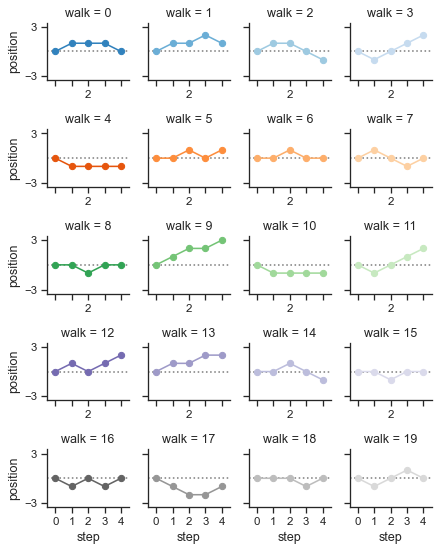 walk = 0 walk = 1 walk = 2 walk = 3
3
position
−3
2 2 2 2
walk = 4 walk = 5 walk = 6 walk = 7
3
position
−3
2 2 2 2
walk = 8 walk = 9 walk = 10 walk = 11
3
position
−3
2 2 2 2
walk = 12 walk = 13 walk = 14 walk = 15
3
position
−3
2 2 2 2
walk = 16 walk = 17 walk = 18 walk = 19
3
position
−3
0 1 2 3 4 0 1 2 3 4 0 1 2 3 4 0 1 2 3 4
step step step step